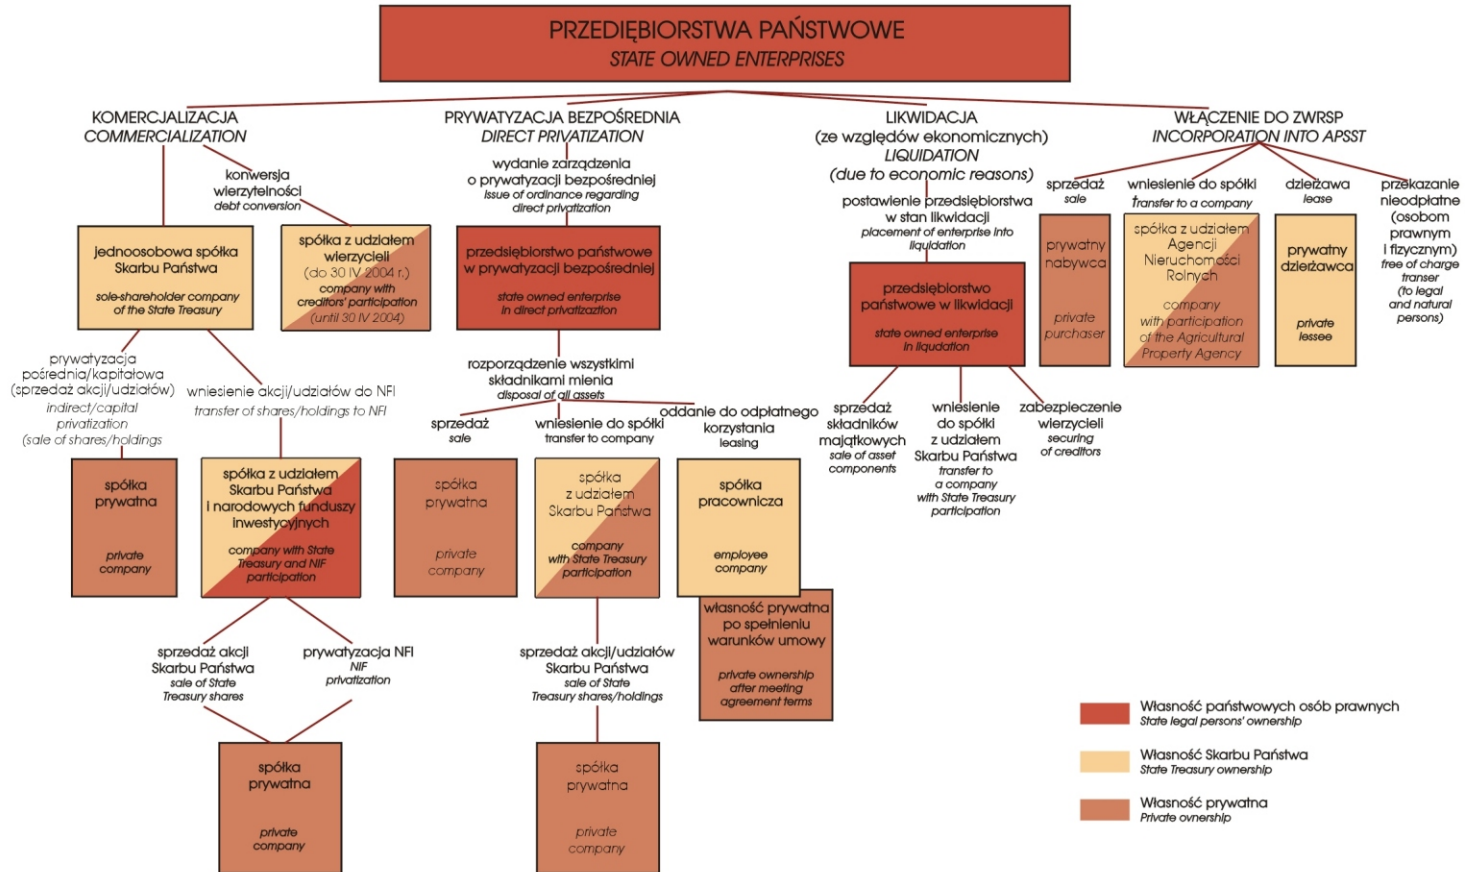 PRZEDIĘBIORSTWA PAŃSTWOWE
STATE OWNED ENTERPRISES
KOMERCJALIZACJA
COMMERCIALIZATION
konwersja
wierzytelności
debt conversion
jednoosobowa spółka
Skarbu Państwa
sole-shareholder company
of the State Treasury
spółka z udziałem
wierzycieli
(do 30 IV 2004 r.)
company with
creditors' participation
(until 30 IV 2004)
prywatyzacja
pośrednia/kapitałowa
(sprzedaż akcji/udziałów)
indirect/capital
privatization
(sale of shares/holdings
wniesienie akcji/udziałów do NFI
transfer of shares/holdings to NFI
spółka
prywatna
private
company
spółka z udziałem
Skarbu Państwa
i narodowych funduszy
inwestycyjnych
company with State
Treasury and NIF
participation
sprzedaż akcji
Skarbu Państwa
sale of State
Treasury shares
prywatyzacja NFI
NIF
privatization
spółka
prywatna
private
company
PRYWATYZACJA BEZPOŚREDNIA
DIRECT PRIVATIZATION
wydanie zarządzenia
o prywatyzacji bezpośredniej
issue of ordinance regarding
direct privatization
przedsiębiorstwo państwowe
w prywatyzacji bezpośredniej
state owned enterprise
in direct privatizaztion
rozporządzenie wszystkimi
składnikami mienia
disposal of all assets
sprzedaż
sale
wniesienie do spółki
transfer to company
oddanie do odpłatnego
korzystania
leasing
spółka
prywatna
private
company
spółka
z udziałem
Skarbu Państwa
company
with State Treasury
participation
spółka
pracownicza
employee
company
własność prywatna
po spełnieniu
warunków umowy
private ownership
after meeting
agreement terms
sprzedaż akcji/udziałów
Skarbu Państwa
sale of State
Treasury shares/holdings
spółka
prywatna
private
company
LIKWIDACJA
(ze względów ekonomicznych)
LIQUIDATION
(due to economic reasons)
postawienie przedsiębiorstwa
w stan likwidacji
placement of enterprise into
liquidation
przedsiębiorstwo
państwowe w likwidacji
state owned enterprise
in liqudation
sprzedaż
składników
majątkowych
sale of asset
components
wniesienie
do spółki
z udziałem
Skarbu Państwa
transfer to
a company
with State Treasury
participation
zabezpieczenie
wierzycieli
securing
of creditors
WŁĄCZENIE DO ZWRSP
INCORPORATION INTO APSST
sprzedaż
sale
wniesienie do spółki
transfer to a company
dzierżawa
lease
przekazanie
nieodpłatne
(osobom
prawnym
i fizycznym)
free of charge
transer
(to legal
and natural
persons)
prywatny
nabywca
private
purchaser
spółka z udziałem
Agencji
Nieruchomości
Rolnych
company
with participation
of the Agricultural
Property Agency
prywatny
dzierżawca
private
lessee
Własność państwowych osób prawnych
State legal persons' ownership
Własność Skarbu Państwa
State Treasury ownership
Własność prywatna
Private ownership